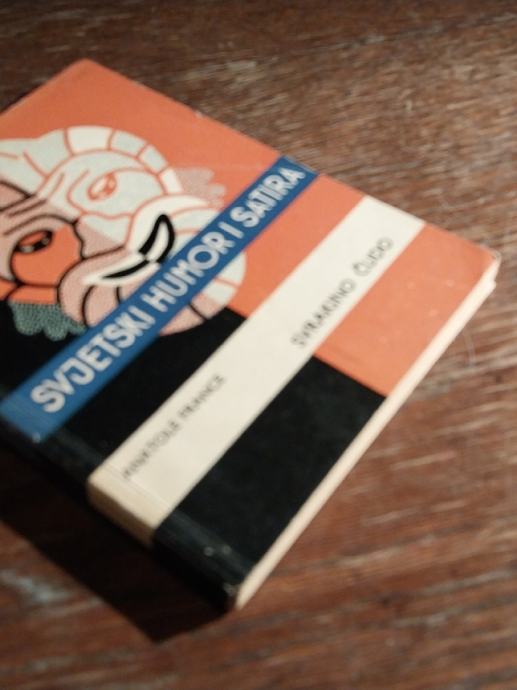 SVJETSKI HUMOR I SATIRA
ANATOLE FRANCE
SVRAKINO ČUDO